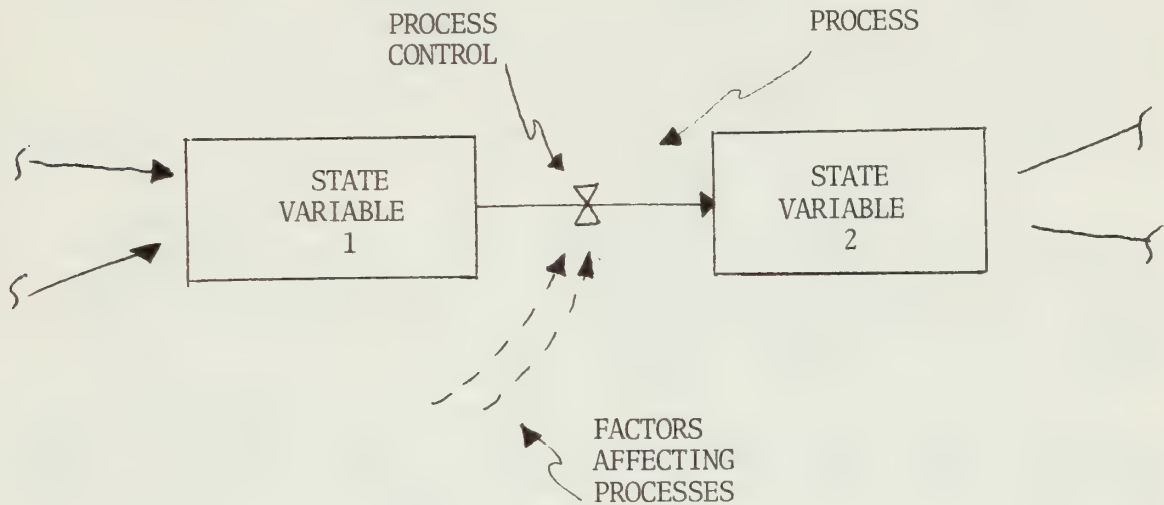 PROCESS
CONTROL
PROCESS
STATE
VARIABLE
1
STATE
VARIABLE
2
FACTORS
AFFECTING
PROCESSES